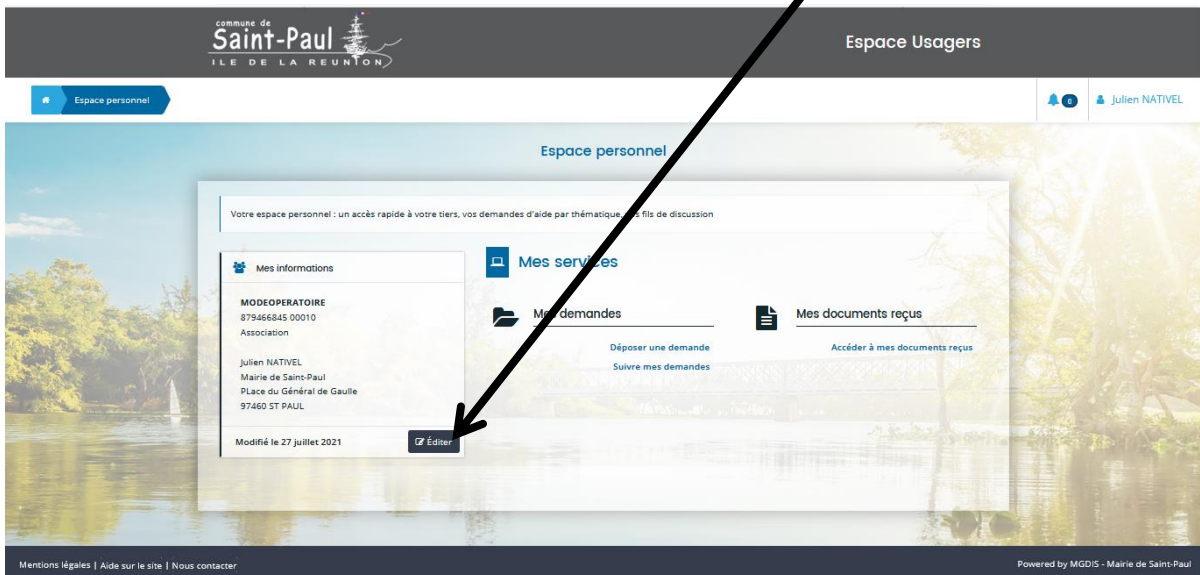 commune de
Saint-Paul
ILE DE LA REUNION
Espace Usagers
Espace personnel
0
Julien NATIVEL
Espace personnel
Votre espace personnel : un accès rapide à votre tiers, vos demandes d'aide par thématique, fils de discussion
Mes informations
MODEOPERATOIRE
879466845 00010
Association
Julien NATIVEL
Mairie de Saint-Paul
PLace du Général de Gaulle
97460 ST PAUL
Modifié le 27 juillet 2021
Éditer
Mes services
Mes demandes
Déposer une demande
Suivre mes demandes
Mes documents reçus
Accéder à mes documents reçus
Mentions légales | Aide sur le site | Nous contacter
Powered by MGDIS - Mairie de Saint-Paul